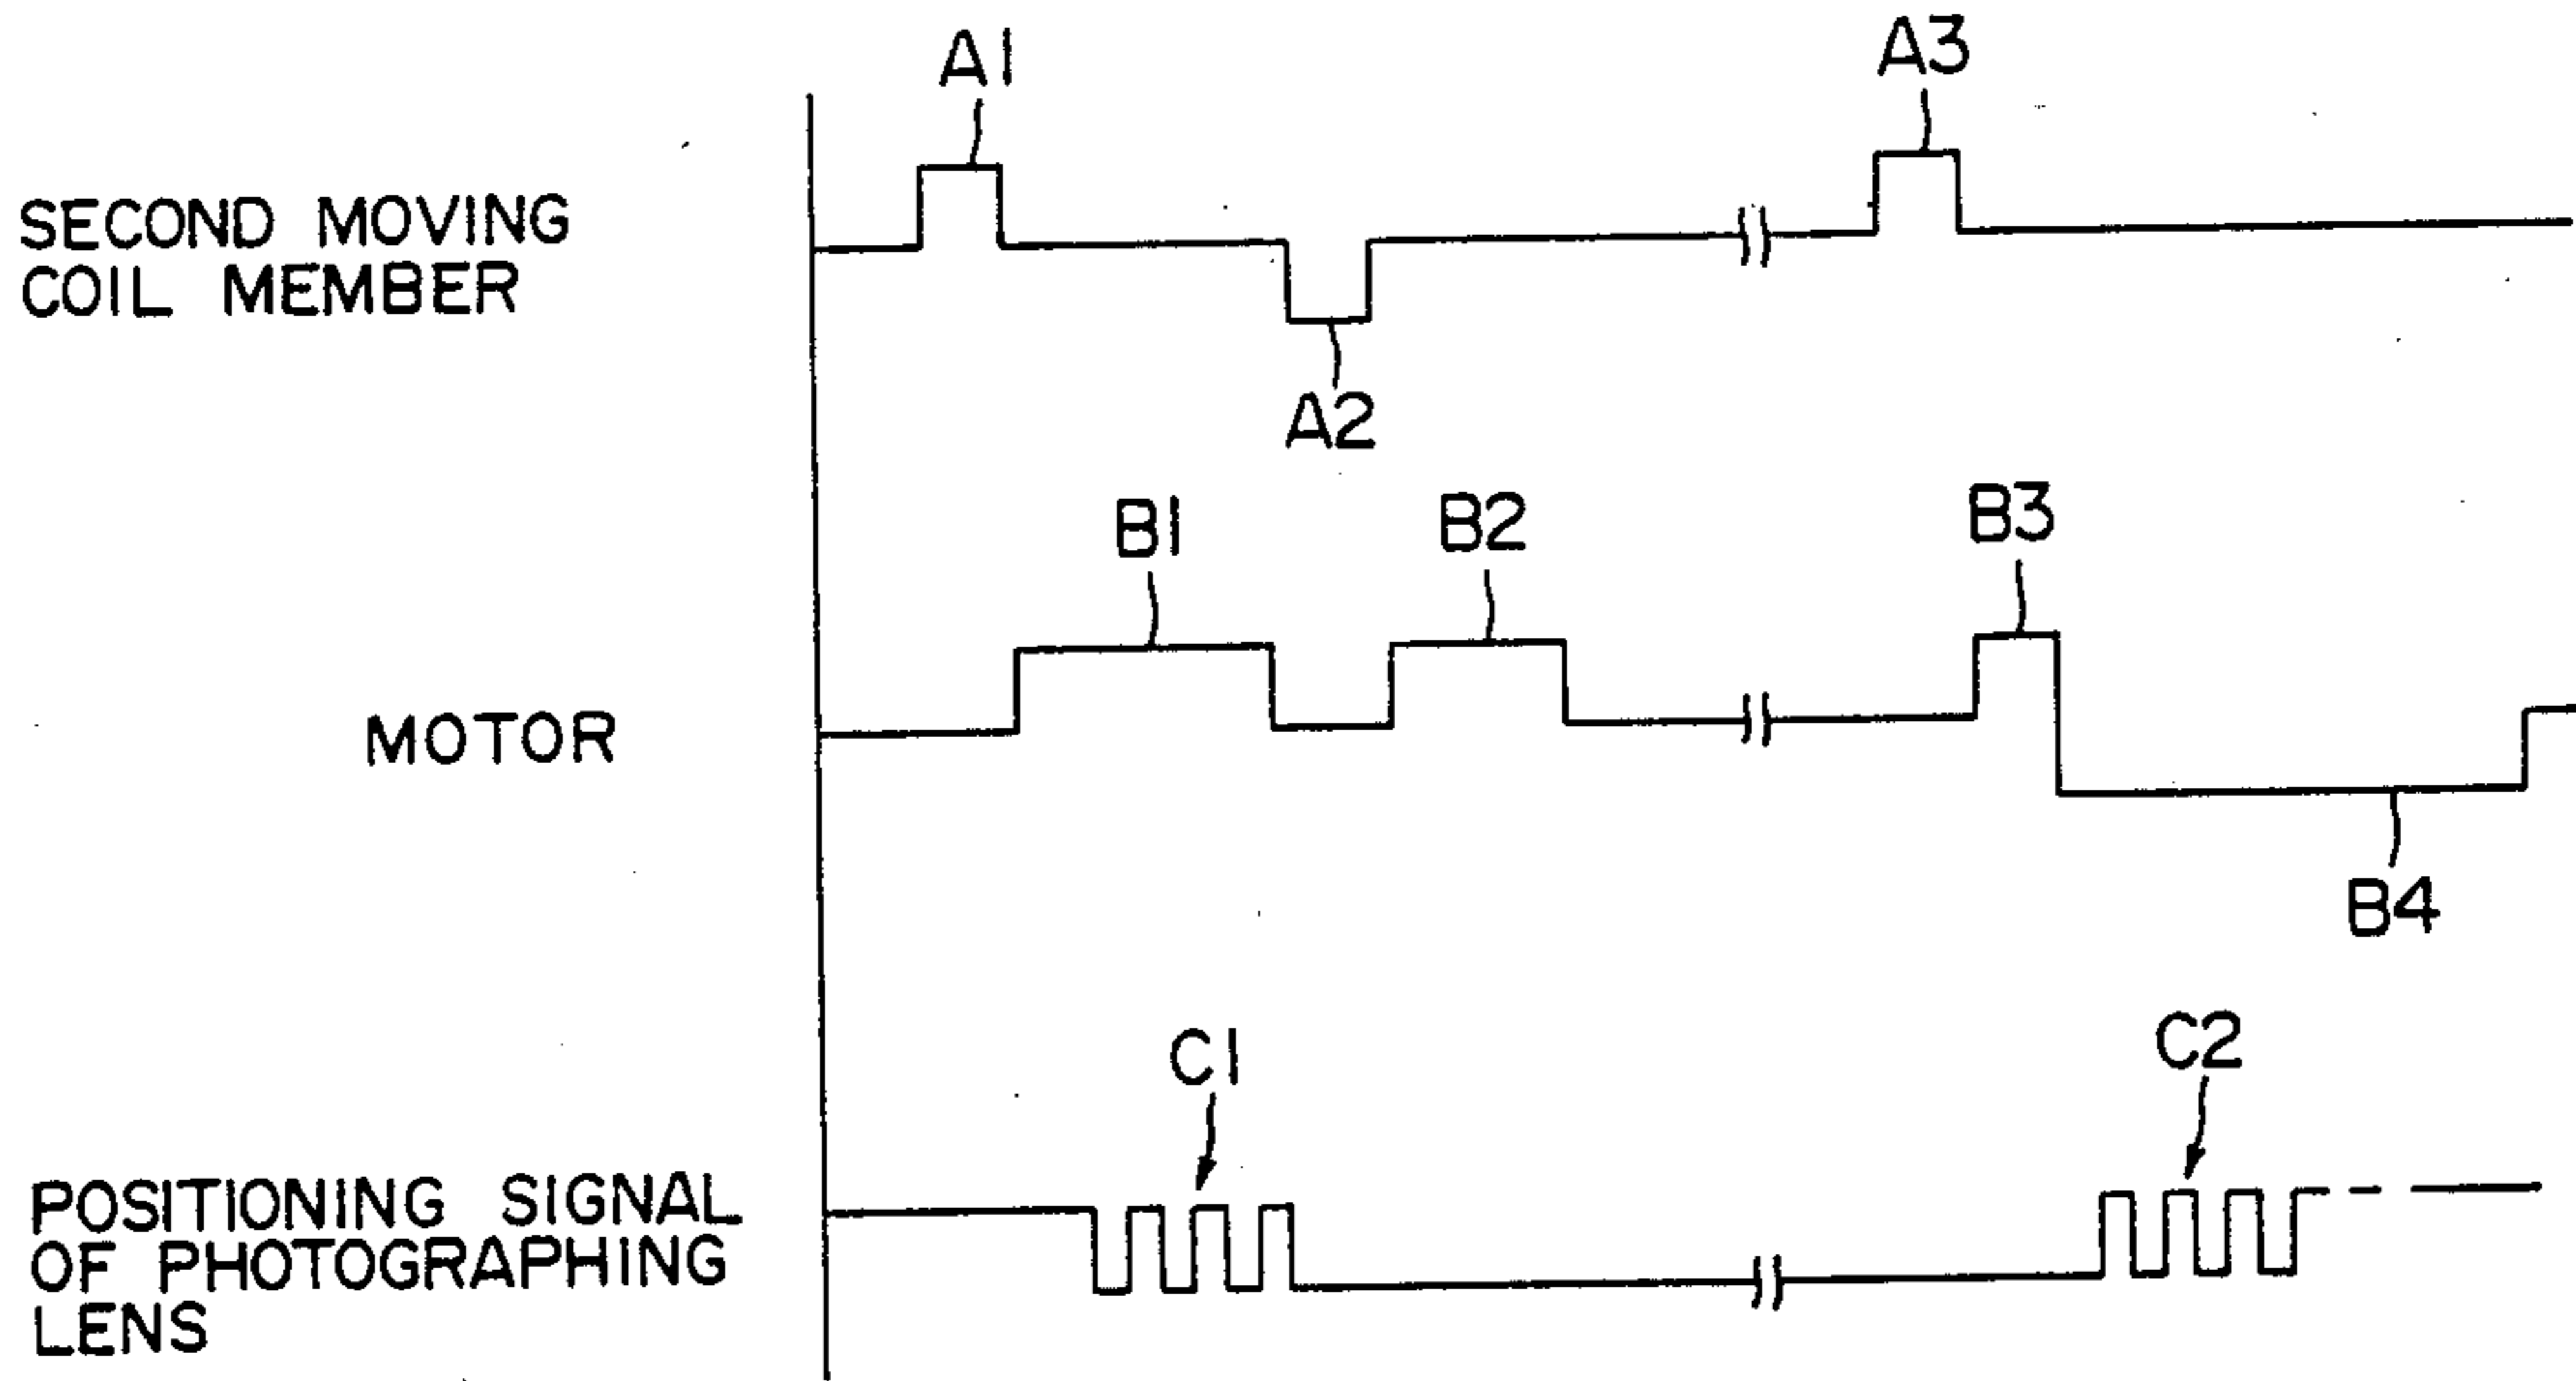 A1
A3
SECOND MOVING
COIL MEMBER
A2
B1
B2
B3
MOTOR
B4
C1
C2
POSITIONING SIGNAL
OF PHOTOGRAPHING
LENS